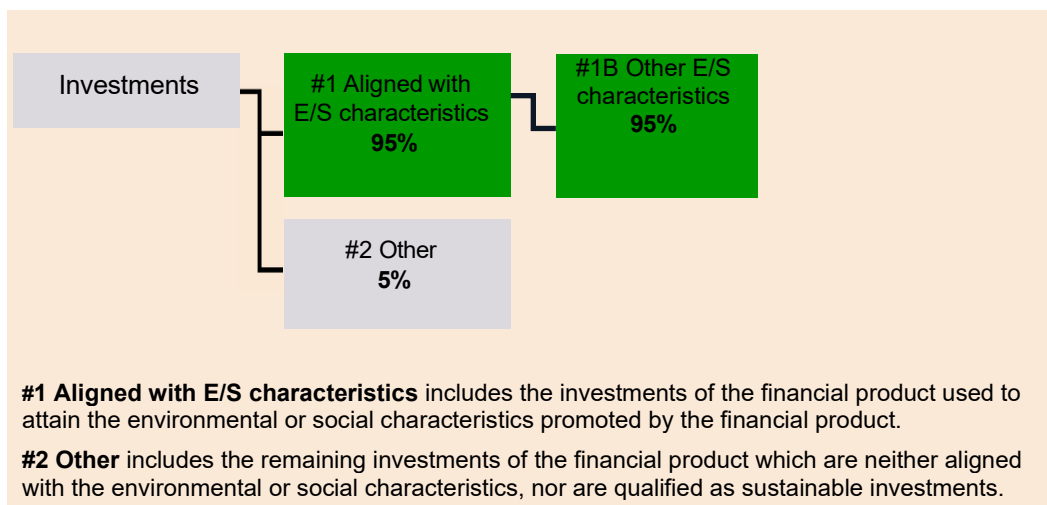 Investments
#1 Aligned with
E/S characteristics
95%
#1B Other E/S
characteristics
95%
#2 Other
5%
#1 Aligned with E/S characteristics includes the investments of the financial product used to
attain the environmental or social characteristics promoted by the financial product.
#2 Other includes the remaining investments of the financial product which are neither aligned
with the environmental or social characteristics, nor are qualified as sustainable investments.